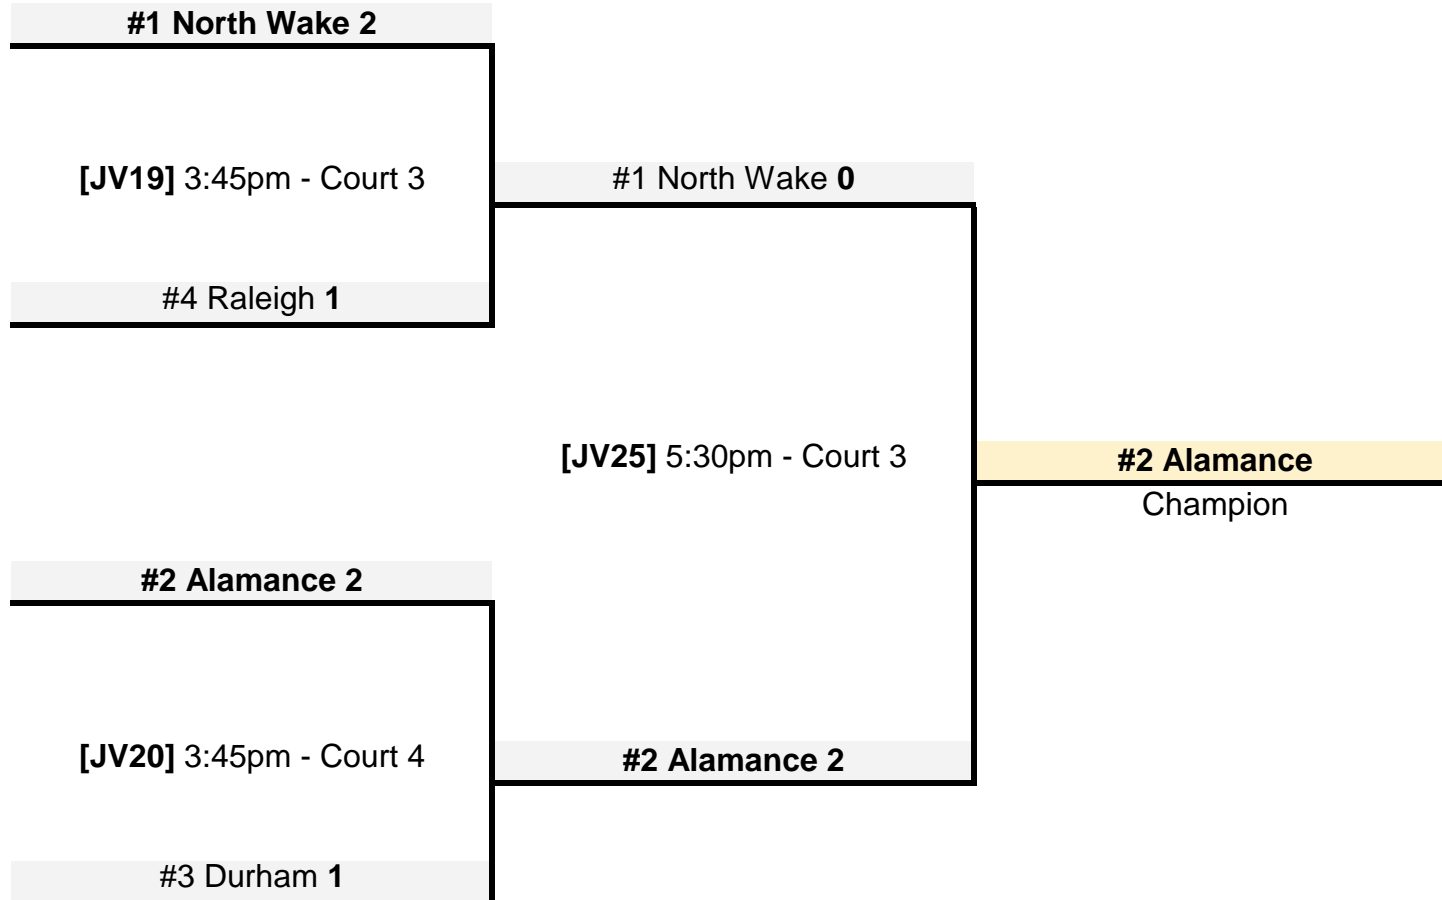 #1 North Wake 2
[JV19] 3:45pm - Court 3
#1 North Wake 0
#4 Raleigh 1
[JV25] 5:30pm - Court 3
#2 Alamance
Champion
#2 Alamance 2
[JV20] 3:45pm - Court 4
#2 Alamance 2
#3 Durham 1